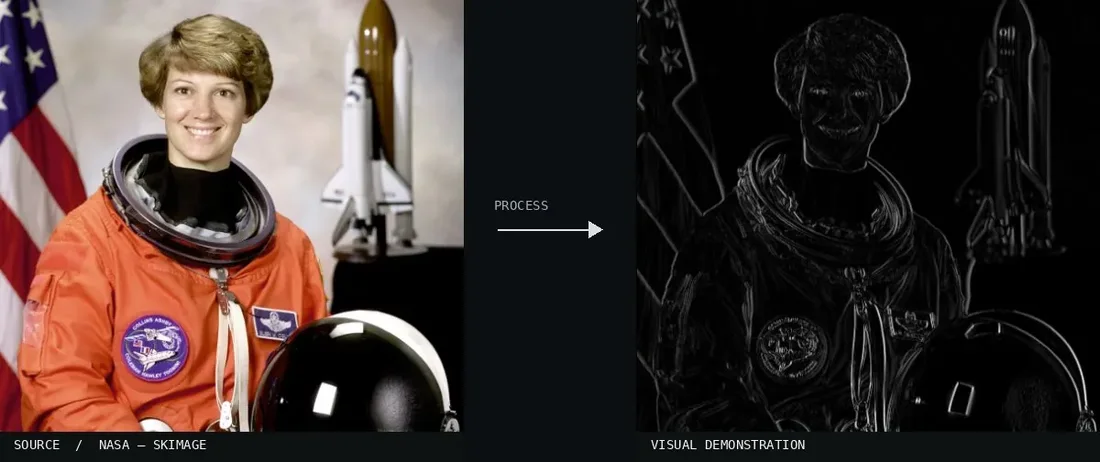 PROCESS
SOURCE / NASA — SKIMAGE
VISUAL DEMONSTRATION